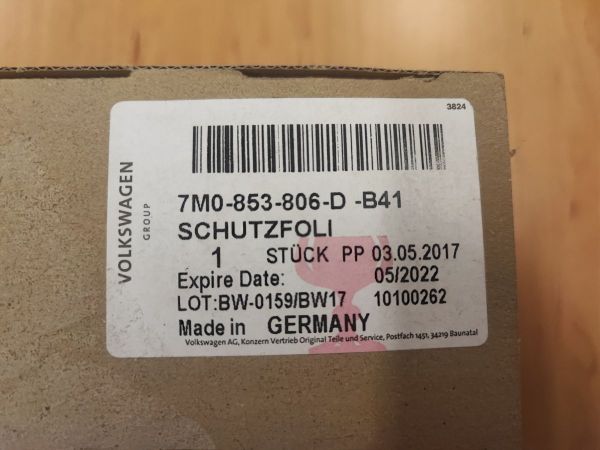 3824
VOLKSWAGEN
GROUP
7M0-853-806-D -B41
SCHUTZFOLI
1 STÜCK PP 03.05.2017
Expire Date: 05/2022
LOT:BW-0159/BW17 10100262
Made in GERMANY
Volkswagen AG, Konzern Vertrieb Original Teile und Service, Postfach 1451, 34219 Baunatal